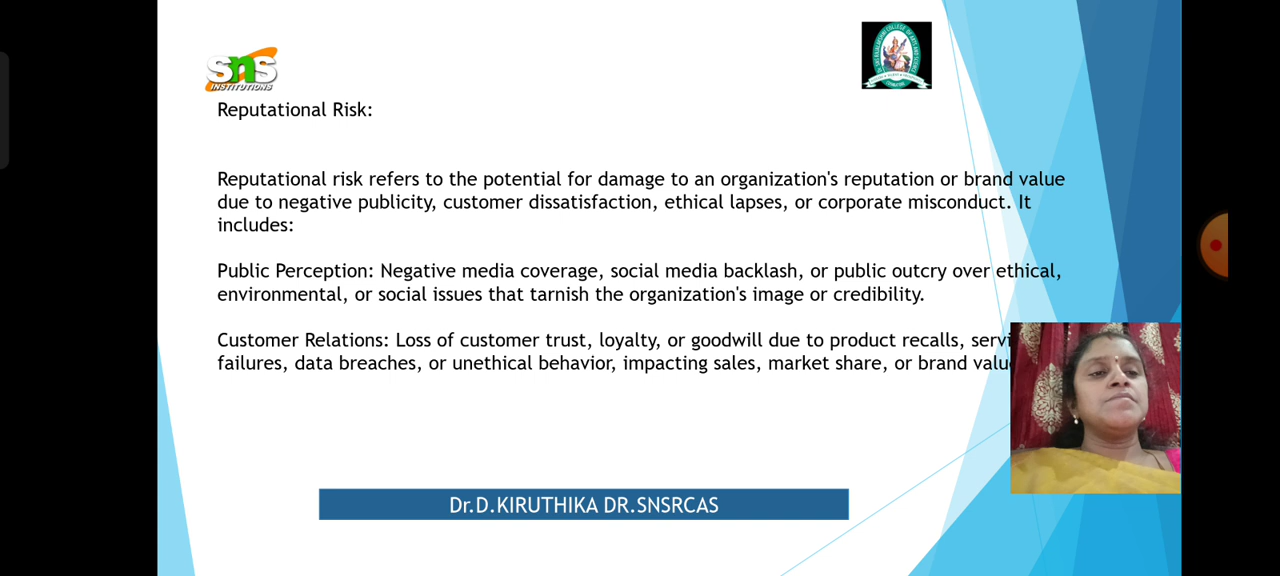 SNS
INSTITUTIONS
Reputational Risk:
Reputational risk refers to the potential for damage to an organization's reputation or brand value
due to negative publicity, customer dissatisfaction, ethical lapses, or corporate misconduct. It
includes:
Public Perception: Negative media coverage, social media backlash, or public outcry over ethical,
environmental, or social issues that tarnish the organization's image or credibility.
Customer Relations: Loss of customer trust, loyalty, or goodwill due to product recalls,
failures, data breaches, or unethical behavior, impacting sales, market share, or brand
Dr.D.KIRUTHIKA DR.SNSRCAS